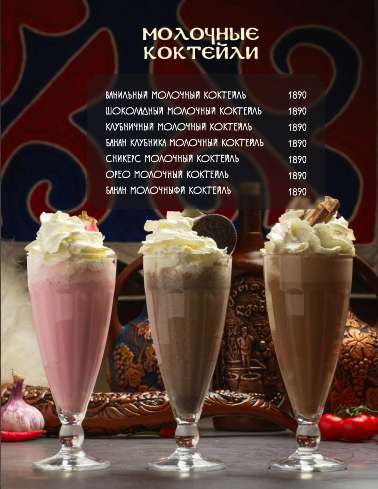 МОЛОЧНЫЕ
КОКТЕЙЛИ
ВАНИЛЬНЫЙ МОЛОЧНЫЙ КОКТЕЙЛЬ 1890
ШОКОЛАДНЫЙ МОЛОЧНЫЙ КОКТЕЙЛЬ 1890
КЛУБНИЧНЫЙ МОЛОЧНЫЙ КОКТЕЙЛЬ 1890
БАНАН КЛУБНИКА МОЛОЧНЫЙ КОКТЕЙЛЬ 1890
СНИКЕРС МОЛОЧНЫЙ КОКТЕЙЛЬ 1890
ОРЕО МОЛОЧНЫЙ КОКТЕЙЛЬ 1890
БАНАН МОЛОЧНЫФЙ КОКТЕЙЛЬ 1890